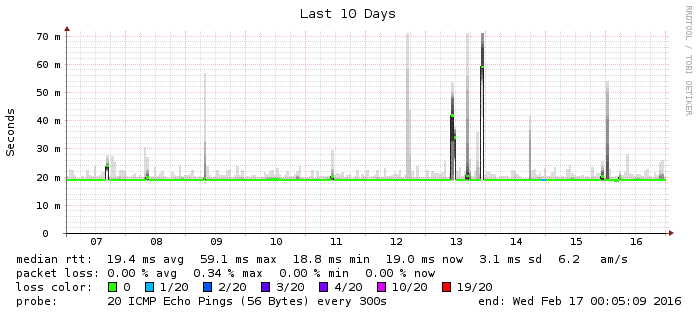 Last 10 Days
RRDTOOL / TOBI OETIKER
Seconds
70 m
60 m
50 m
40 m
30 m
20 m
10 m
0
07 08 09 10 11 12 13 14 15 16
median rtt: 19.4 ms avg 59.1 ms max 18.8 ms min 19.0 ms now 3.1 ms sd 6.2 am/s
packet loss: 0.00 % avg 0.34 % max 0.00 % min 0.00 % now
loss color: 0 1/20 2/20 3/20 4/20 10/20 19/20
probe: 20 ICMP Echo Pings (56 Bytes) every 300s end: Wed Feb 17 00:05:09 2016